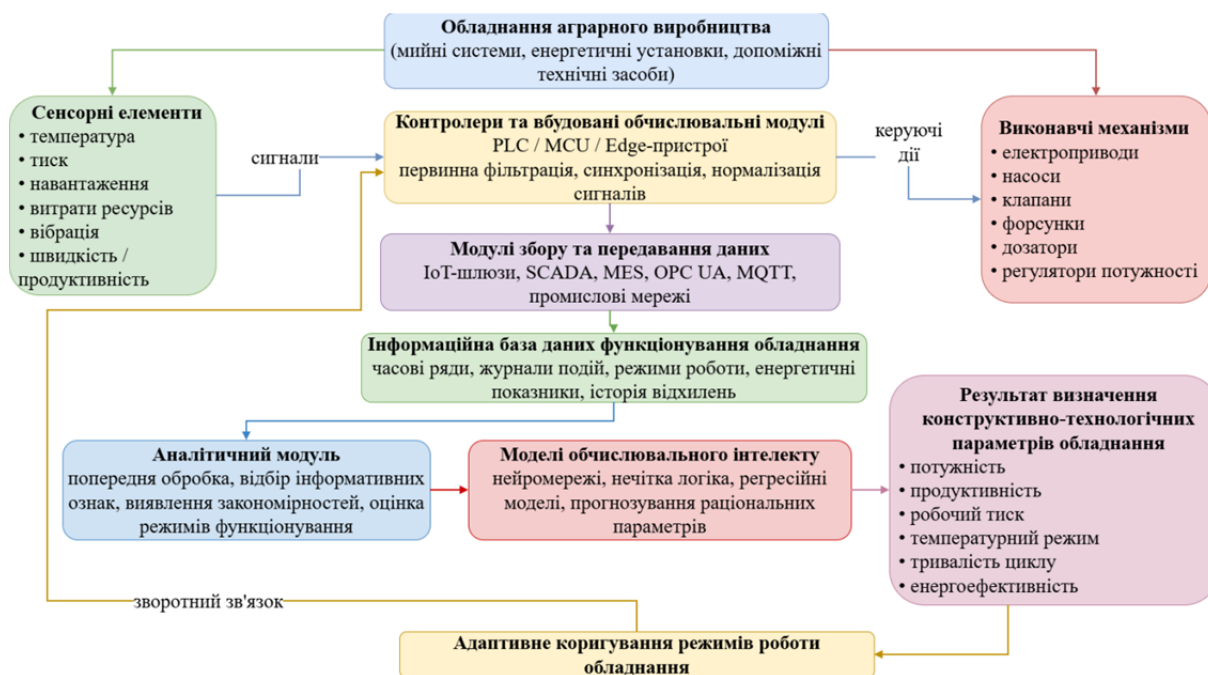 Обладнання аграрного виробництва
(мийні системи, енергетичні установки, допоміжні
технічні засоби)
Сенсорні елементи
• температура
• тиск
• навантаження
• витрати ресурсів
• вібрація
• швидкість /
продуктивність
сигнали
Контролери та вбудовані обчислювальні модулі
PLC / MCU / Edge-пристрої
первинна фільтрація, синхронізація, нормалізація
сигналів
керуючі
дії
Виконавчі механізми
• електроприводи
• насоси
• клапани
• форсунки
• дозатори
• регулятори потужності
Модулі збору та передавання даних
IoT-шлюзи, SCADA, MES, OPC UA, MQTT,
промислові мережі
Інформаційна база даних функціонування обладнання
часові ряди, журнали подій, режими роботи, енергетичні
показники, історія відхилень
Аналітичний модуль
попередня обробка, відбір інформативних
ознак, виявлення закономірностей, оцінка
режимів функціонування
Моделі обчислювального інтелекту
нейромережі, нечітка логіка, регресійні
моделі, прогнозування раціональних
параметрів
Результат визначення
конструктивно-технологічних
параметрів обладнання
• потужність
• продуктивність
• робочий тиск
• температурний режим
• тривалість циклу
• енергоефективність
зворотний зв'язок
Адаптивне коригування режимів роботи
обладнання